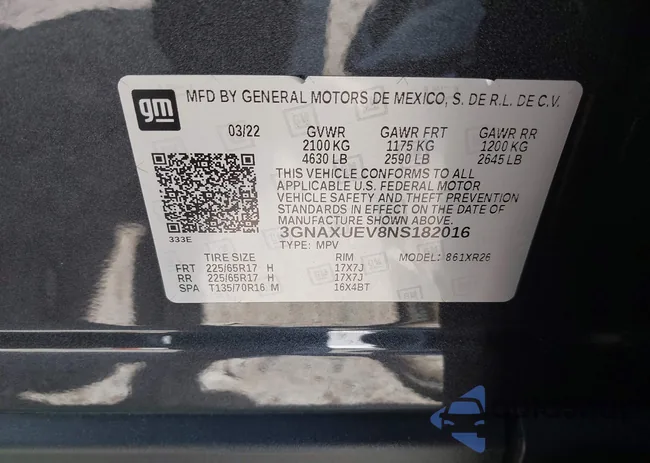 gm
MFD BY GENERAL MOTORS DE MEXICO, S. DE R.L. DE C.V.
03/22 GVWR GAWR FRT GAWR RR
2100 KG 1175 KG 1200 KG
4630 LB 2590 LB 2645 LB
THIS VEHICLE CONFORMS TO ALL
APPLICABLE U.S. FEDERAL MOTOR
VEHICLE SAFETY AND THEFT PREVENTION
STANDARDS IN EFFECT ON THE DATE OF
MANUFACTURE SHOWN ABOVE.
333E
3GNAXUEV8NS182016
TYPE: MPV MODEL: 861XR26
TIRE SIZE RIM
FRT 225/65R17 H 17X7J
RR 225/65R17 H 17X7J
SPA T135/70R16 M 16X4BT